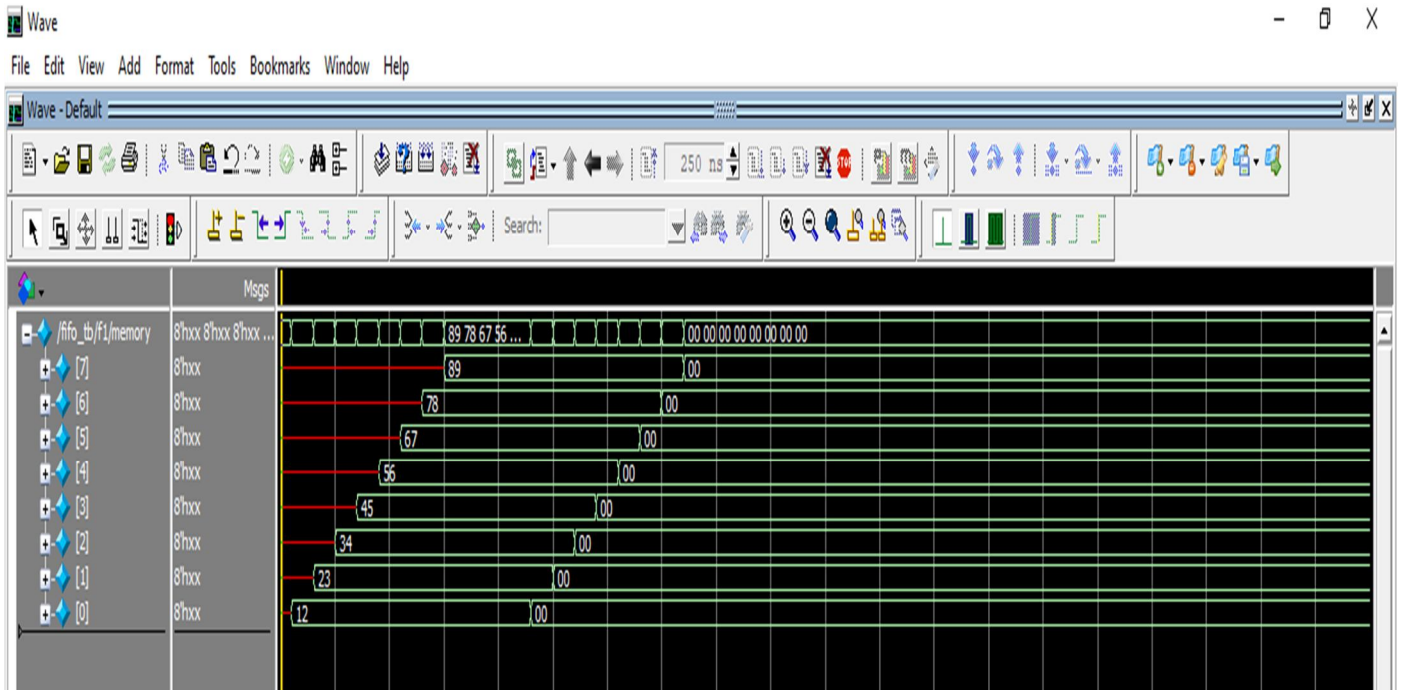 Wave
File Edit View Add Format Tools Bookmarks Window Help
Wave - Default
250 ns
STOP
Search:
Msgs
/fifo_tb/f1/memory 8'hxx 8'hxx 8'hxx ... 89 78 67 56 ... 00 00 00 00 00 00 00 00
[7] 8'hxx 89 00
[6] 8'hxx 78 00
[5] 8'hxx 67 00
[4] 8'hxx 56 00
[3] 8'hxx 45 00
[2] 8'hxx 34 00
[1] 8'hxx 23 00
[0] 8'hxx 12 00